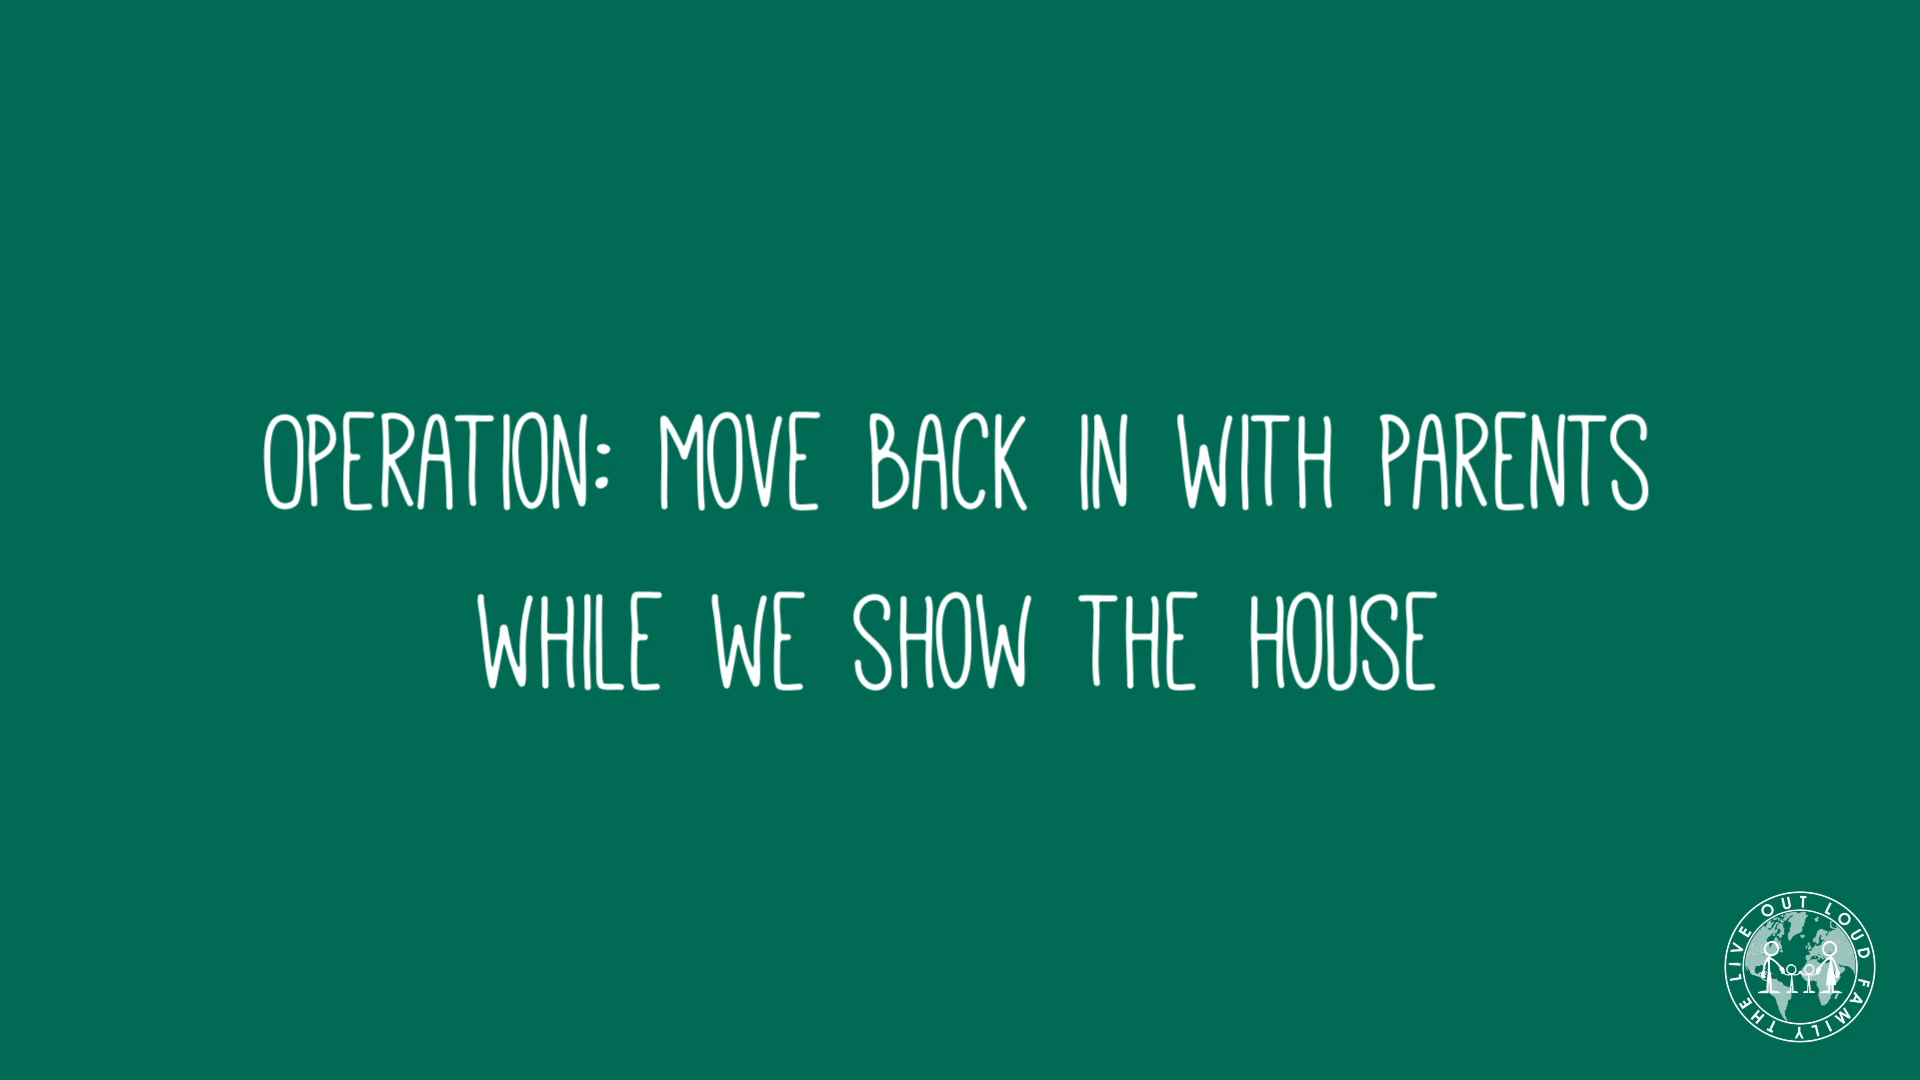 OPERATION: MOVE BACK IN WITH PARENTS
WHILE WE SHOW THE HOUSE
THE LIVE OUT LOUD FAMILY